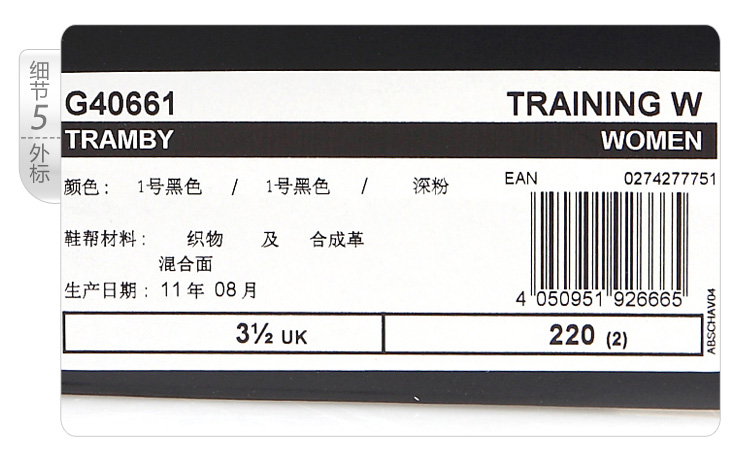 细节
5
外标
G40661 TRAINING W
TRAMBY WOMEN
颜色: 1号黑色 / 1号黑色 / 深粉
EAN 0274277751
鞋帮材料: 织物 及 合成革
混合面
生产日期: 11年 08月
4 050951 926665
ABSCHAV04
3½ UK 220 (2)